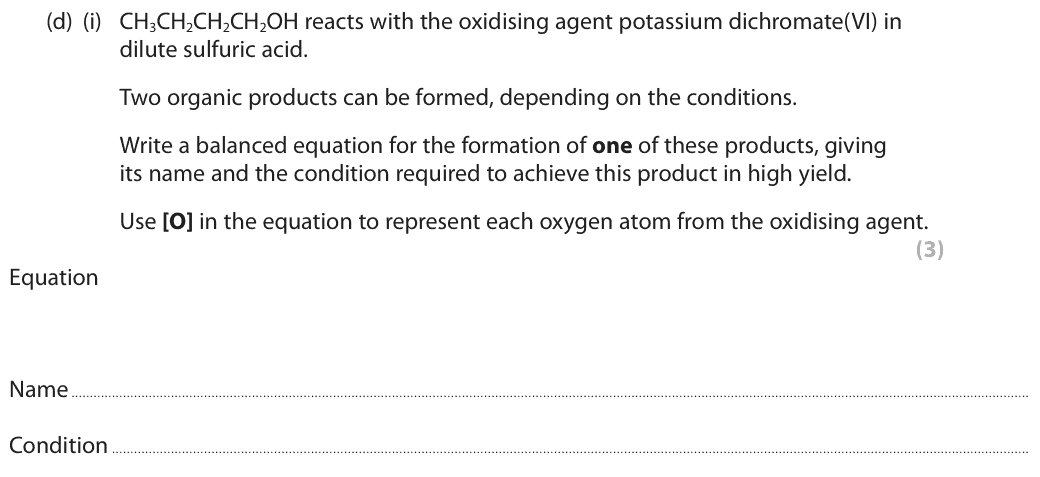 (d) (i) CH₃CH₂CH₂CH₂OH reacts with the oxidising agent potassium dichromate(VI) in
dilute sulfuric acid.
Two organic products can be formed, depending on the conditions.
Write a balanced equation for the formation of one of these products, giving
its name and the condition required to achieve this product in high yield.
Use [O] in the equation to represent each oxygen atom from the oxidising agent.
(3)
Equation
Name
Condition